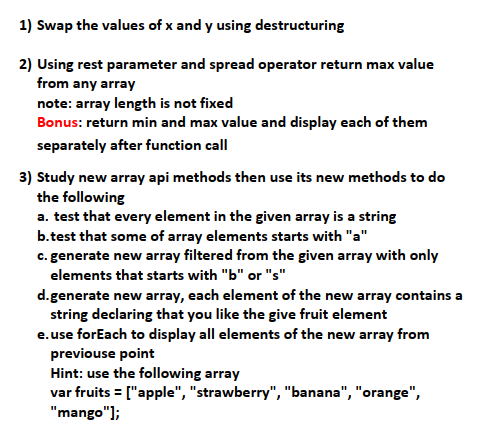 1) Swap the values of x and y using destructuring
2) Using rest parameter and spread operator return max value
from any array
note: array length is not fixed
Bonus: return min and max value and display each of them
separately after function call
3) Study new array api methods then use its new methods to do
the following
a. test that every element in the given array is a string
b.test that some of array elements starts with "a"
c. generate new array filtered from the given array with only
elements that starts with "b" or "s"
d.generate new array, each element of the new array contains a
string declaring that you like the give fruit element
e.use forEach to display all elements of the new array from
previouse point
Hint: use the following array
var fruits = ["apple", "strawberry", "banana", "orange",
"mango"];